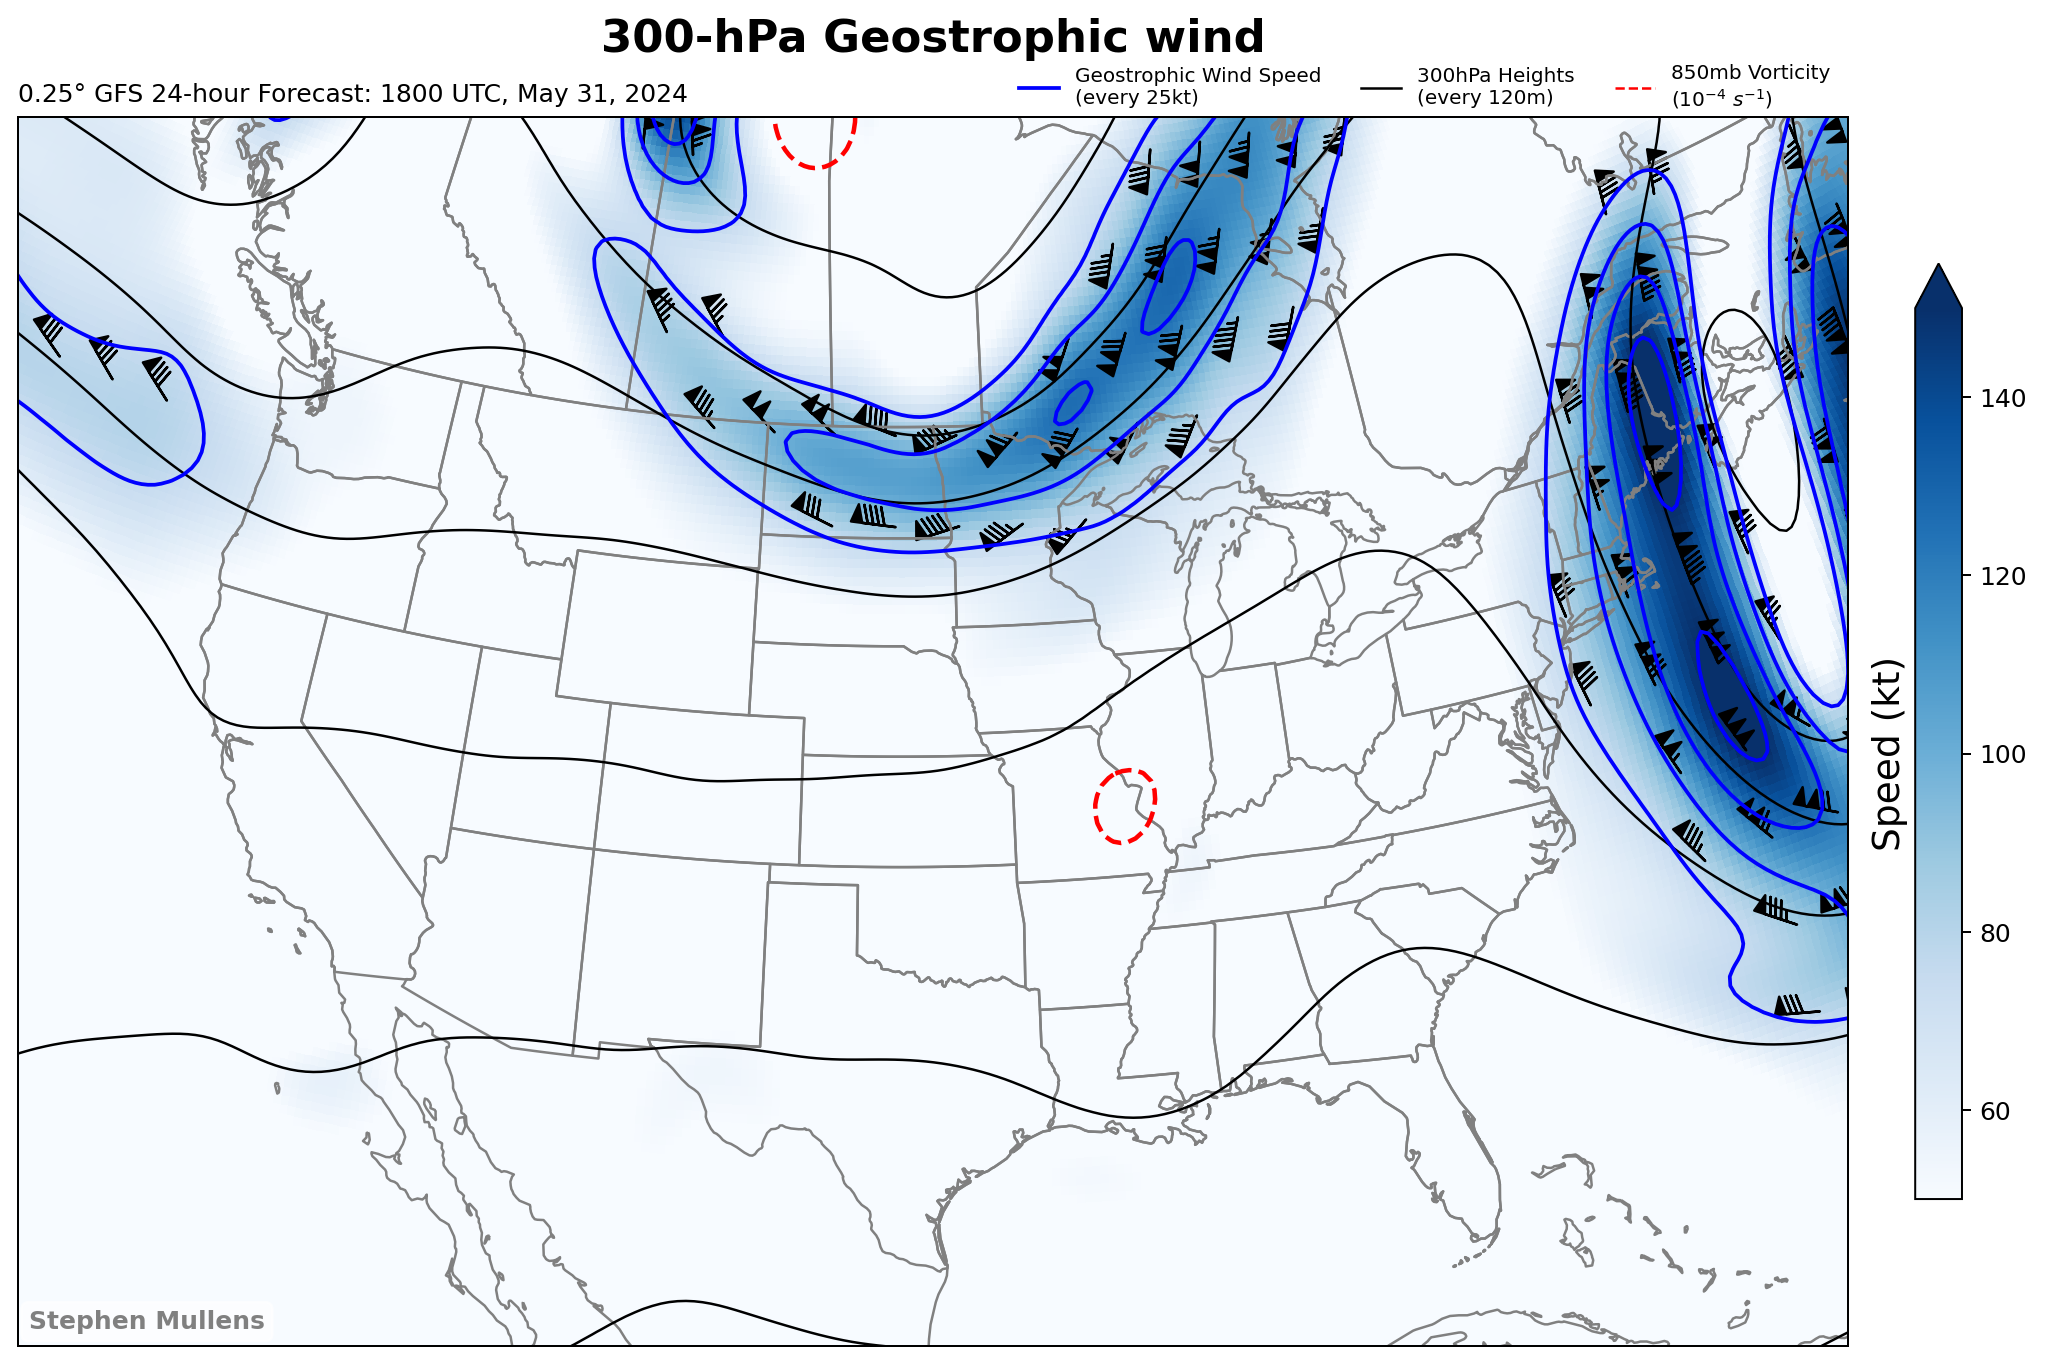 300-hPa Geostrophic wind
0.25° GFS 24-hour Forecast: 1800 UTC, May 31, 2024
Geostrophic Wind Speed
(every 25kt)
300hPa Heights
(every 120m)
850mb Vorticity
(10⁻⁴ s⁻¹)
140
120
100
80
60
Speed (kt)
Stephen Mullens